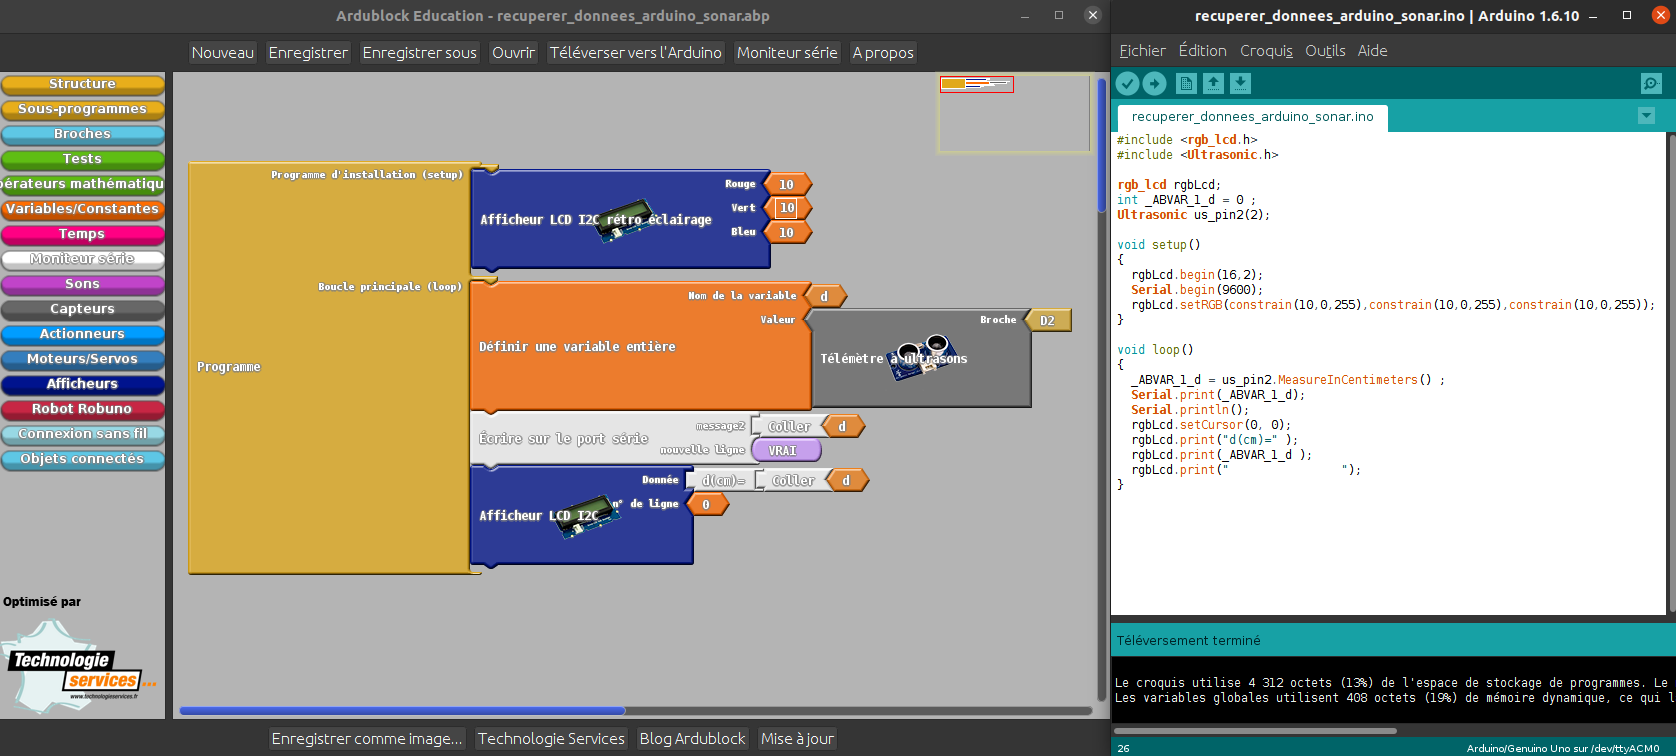 Ardublock Education - recuperer_donnees_arduino_sonar.abp
Nouveau Enregistrer Enregistrer sous Ouvrir Téléverser vers l'Arduino Moniteur série A propos
Structure
Sous-programmes
Broches
Tests
pérateurs mathématiqu
Variables/Constantes
Temps
Moniteur série
Sons
Capteurs
Actionneurs
Moteurs/Servos
Afficheurs
Robot Robuno
Connexion sans fil
Objets connectés
Optimisé par
Technologie
services...
www.technologieservices.fr
Programme
Programme d'installation (setup)
Afficheur LCD I2C rétro éclairage
Rouge 10
Vert 10
Bleu 10
Boucle principale (loop)
Définir une variable entière
Nom de la variable d
Valeur
Télémètre à ultrasons
Broche D2
Écrire sur le port série
message2 Coller d
nouvelle ligne VRAI
Afficheur LCD I2C
Donnée d(cm)= Coller d
n° de ligne 0
Enregistrer comme image... Technologie Services Blog Ardublock Mise à jour
recuperer_donnees_arduino_sonar.ino | Arduino 1.6.10
Fichier Édition Croquis Outils Aide
recuperer_donnees_arduino_sonar.ino
#include <rgb_lcd.h>
#include <Ultrasonic.h>
rgb_lcd rgbLcd;
int _ABVAR_1_d = 0 ;
Ultrasonic us_pin2(2);
void setup()
{
rgbLcd.begin(16,2);
Serial.begin(9600);
rgbLcd.setRGB(constrain(10,0,255),constrain(10,0,255),constrain(10,0,255));
}
void loop()
{
_ABVAR_1_d = us_pin2.MeasureInCentimeters() ;
Serial.print(_ABVAR_1_d);
Serial.println();
rgbLcd.setCursor(0, 0);
rgbLcd.print("d(cm)=" );
rgbLcd.print(_ABVAR_1_d );
rgbLcd.print("                ");
}
Téléversement terminé
Le croquis utilise 4 312 octets (13%) de l'espace de stockage de programmes. Le
Les variables globales utilisent 408 octets (19%) de mémoire dynamique, ce qui l
26 Arduino/Genuino Uno sur /dev/ttyACM0